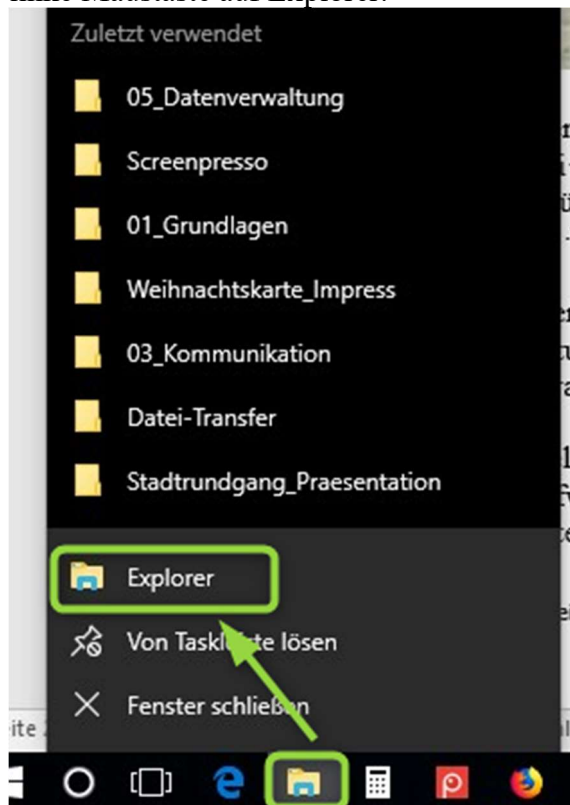 Zuletzt verwendet
05_Datenverwaltung
Screenpresso
01_Grundlagen
Weihnachtskarte_Impress
03_Kommunikation
Datei-Transfer
Stadtrundgang_Praesentation
Explorer
Von Taskleiste lösen
Fenster schließen